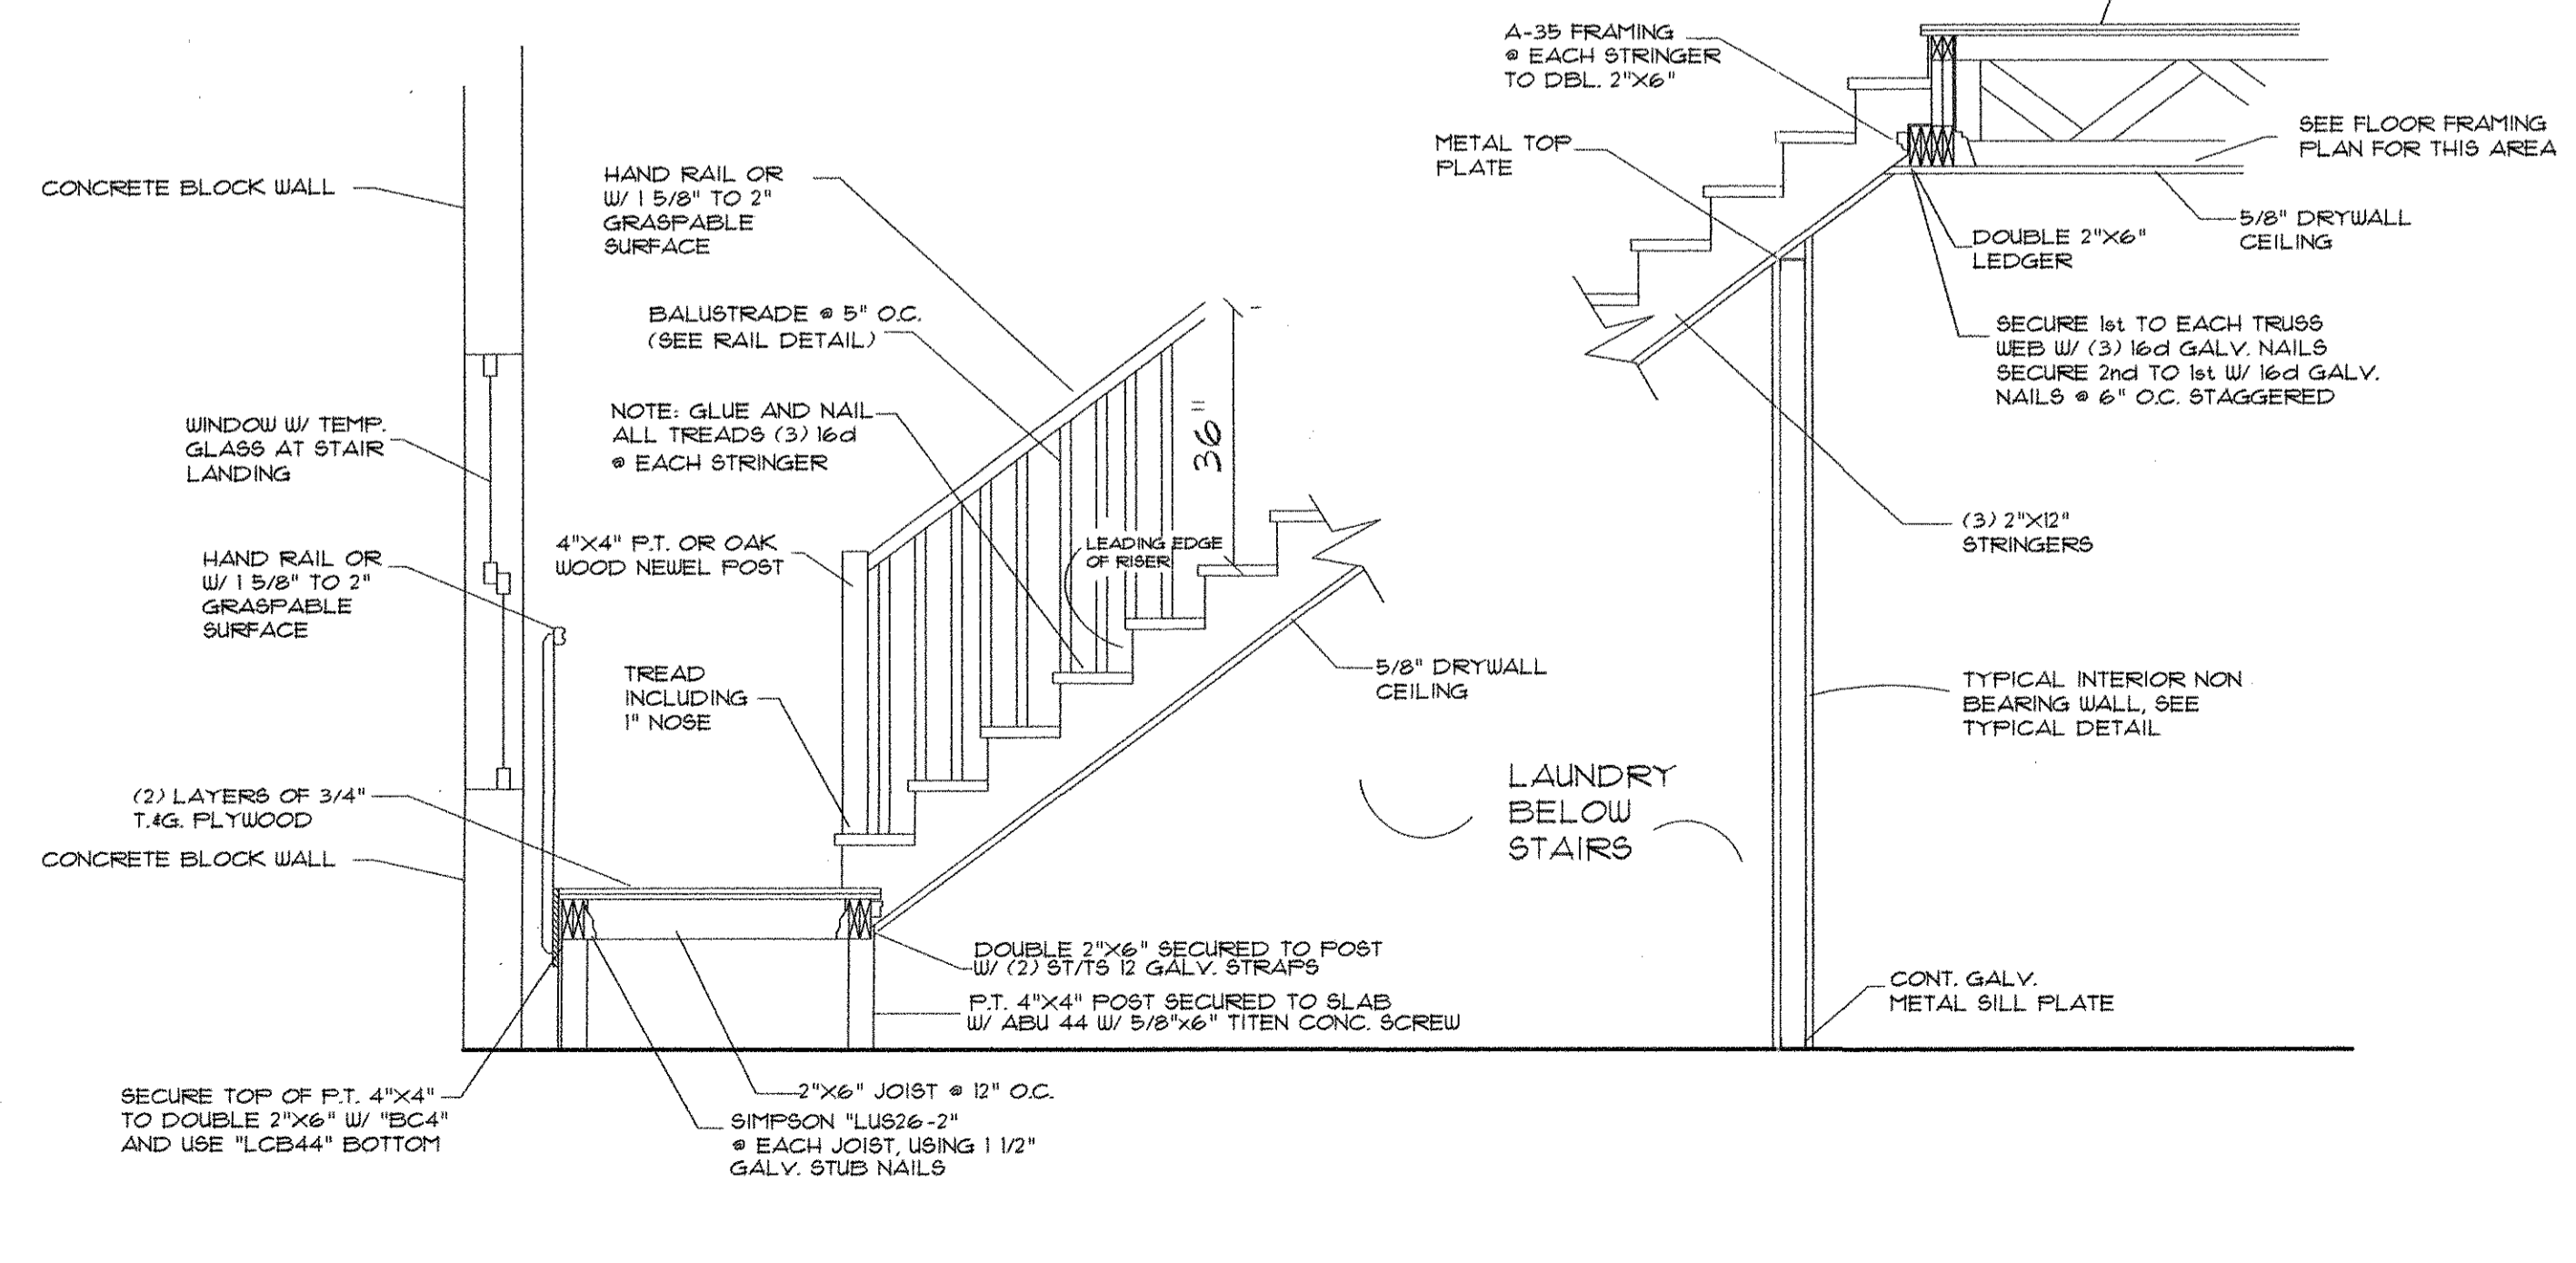 A-35 FRAMING
@ EACH STRINGER
TO DBL. 2"X6"
METAL TOP
PLATE
SEE FLOOR FRAMING
PLAN FOR THIS AREA
CONCRETE BLOCK WALL
HAND RAIL OR
W/ 1 5/8" TO 2"
GRASPABLE
SURFACE
5/8" DRYWALL
CEILING
DOUBLE 2"X6"
LEDGER
BALUSTRADE @ 5" O.C.
(SEE RAIL DETAIL)
SECURE 1st TO EACH TRUSS
WEB W/ (3) 16d GALV. NAILS
SECURE 2nd TO 1st W/ 16d GALV.
NAILS @ 6" O.C. STAGGERED
NOTE: GLUE AND NAIL
ALL TREADS (3) 16d
@ EACH STRINGER
36"
WINDOW W/ TEMP.
GLASS AT STAIR
LANDING
4"X4" P.T. OR OAK
WOOD NEWEL POST
LEADING EDGE
OF RISER
(3) 2"X12"
STRINGERS
HAND RAIL OR
W/ 1 5/8" TO 2"
GRASPABLE
SURFACE
TREAD
INCLUDING
1" NOSE
5/8" DRYWALL
CEILING
TYPICAL INTERIOR NON
BEARING WALL, SEE
TYPICAL DETAIL
LAUNDRY
BELOW
STAIRS
(2) LAYERS OF 3/4"
T.&G. PLYWOOD
CONCRETE BLOCK WALL
DOUBLE 2"X6" SECURED TO POST
W/ (2) ST/TS 12 GALV. STRAPS
P.T. 4"X4" POST SECURED TO SLAB
W/ ABU 44 W/ 5/8"x6" TITEN CONC. SCREW
CONT. GALV.
METAL SILL PLATE
SECURE TOP OF P.T. 4"X4"
TO DOUBLE 2"X6" W/ "BC4"
AND USE "LCB44" BOTTOM
2"X6" JOIST @ 12" O.C.
SIMPSON "LUS26-2"
@ EACH JOIST, USING 1 1/2"
GALV. STUB NAILS